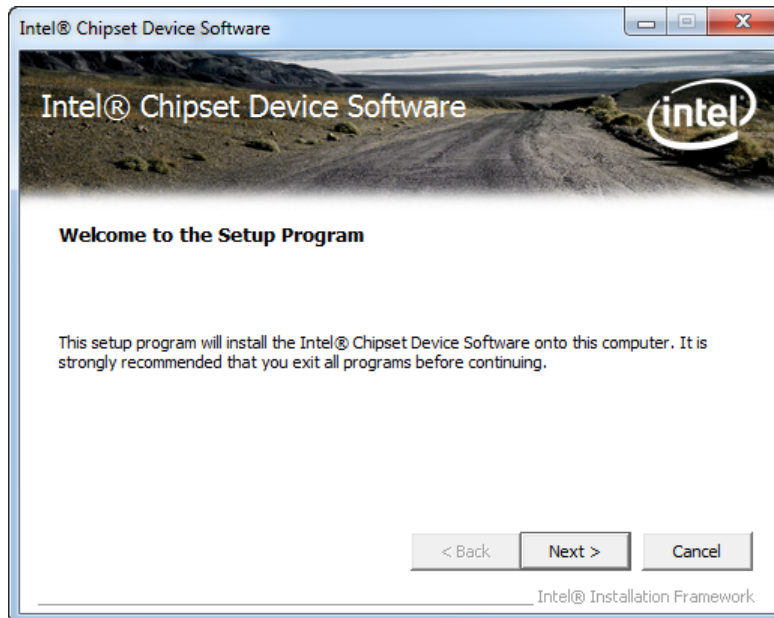 Intel® Chipset Device Software
Intel® Chipset Device Software
intel
Welcome to the Setup Program
This setup program will install the Intel® Chipset Device Software onto this computer. It is
strongly recommended that you exit all programs before continuing.
< Back Next > Cancel
Intel® Installation Framework